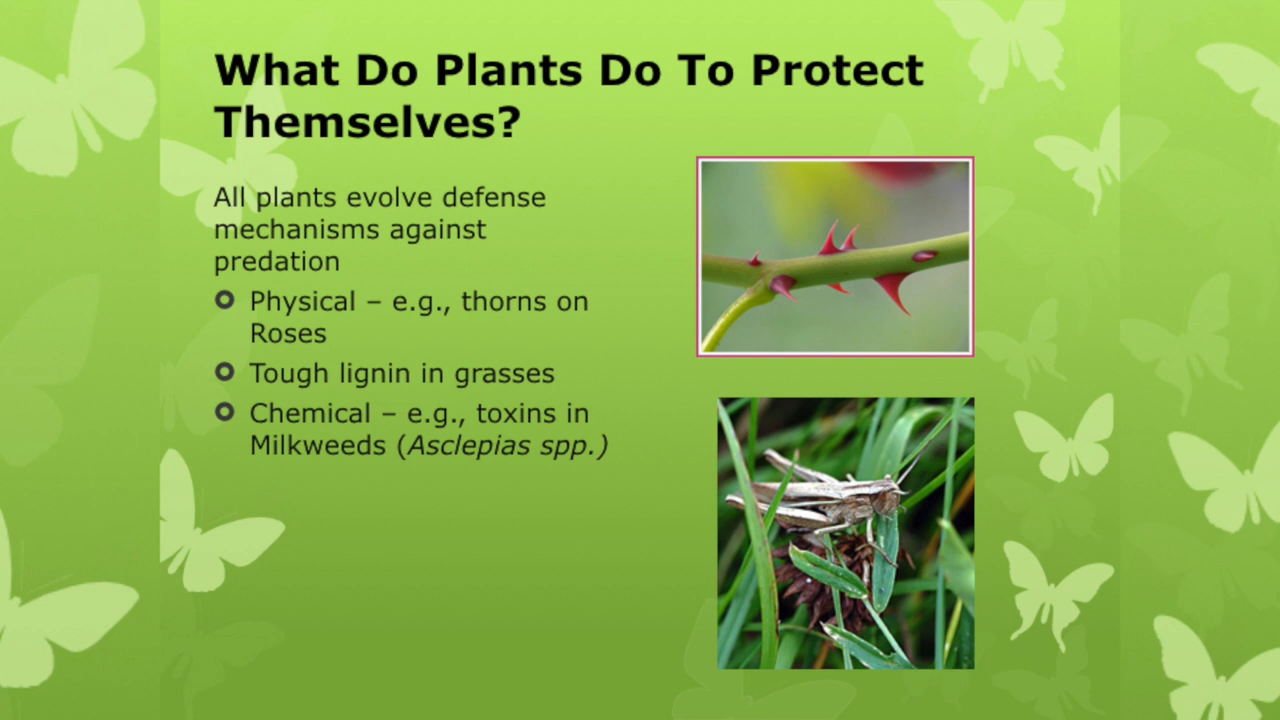 What Do Plants Do To Protect
Themselves?
All plants evolve defense
mechanisms against
predation
Physical – e.g., thorns on
Roses
Tough lignin in grasses
Chemical – e.g., toxins in
Milkweeds (Asclepias spp.)